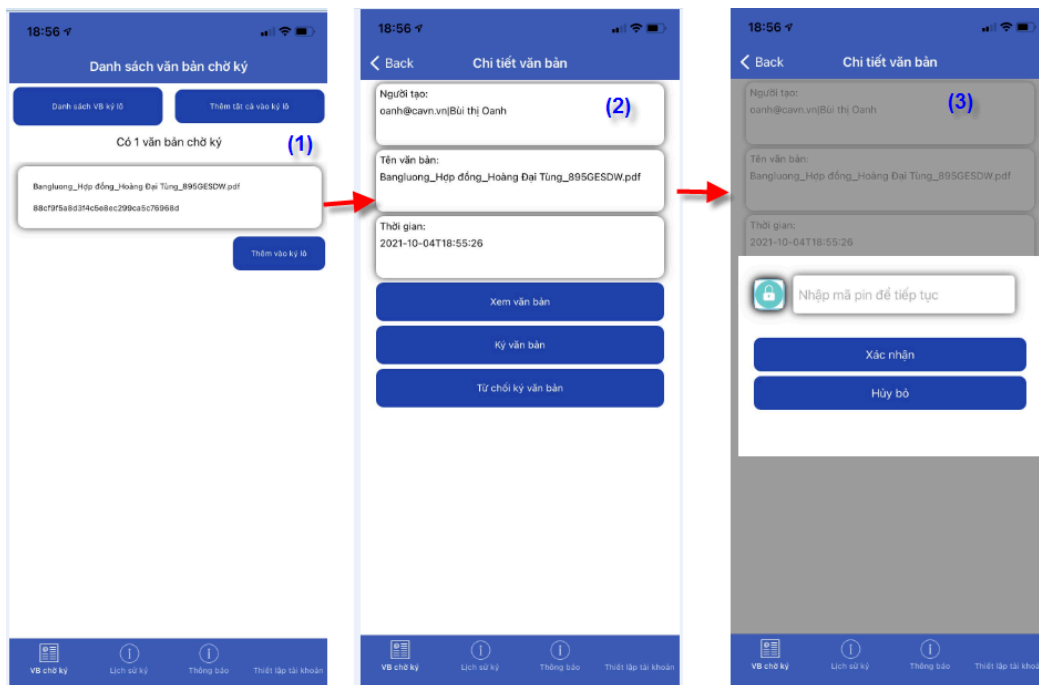 18:56
Danh sách văn bản chờ ký
Danh sách VB ký lô
Thêm tất cả vào ký lô
Có 1 văn bản chờ ký
(1)
Bangluong_Hợp đồng_Hoàng Đại Tùng_895GESDW.pdf
88cf9f5a8d3f4c6e8ec299ca5c76968d
Thêm vào ký lô
VB chờ ký
Lịch sử ký
Thông báo
Thiết lập tài khoản
18:56
Back
Chi tiết văn bản
Người tạo:
oanh@cavn.vn|Bùi thị Oanh
(2)
Tên văn bản:
Bangluong_Hợp đồng_Hoàng Đại Tùng_895GESDW.pdf
Thời gian:
2021-10-04T18:55:26
Xem văn bản
Ký văn bản
Từ chối ký văn bản
VB chờ ký
Lịch sử ký
Thông báo
Thiết lập tài khoản
18:56
Back
Chi tiết văn bản
Người tạo:
oanh@cavn.vn|Bùi thị Oanh
(3)
Tên văn bản:
Bangluong_Hợp đồng_Hoàng Đại Tùng_895GESDW.pdf
Thời gian:
2021-10-04T18:55:26
Nhập mã pin để tiếp tục
Xác nhận
Hủy bỏ
VB chờ ký
Lịch sử ký
Thông báo
Thiết lập tài khoả